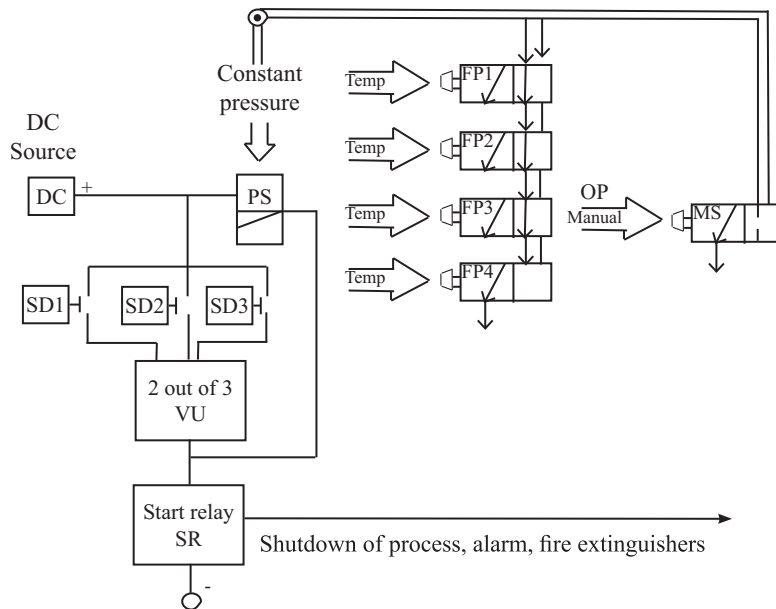 Constant
pressure
DC
Source
DC
+
PS
Temp
FP1
Temp
FP2
Temp
FP3
Temp
FP4
OP
Manual
MS
SD1
SD2
SD3
2 out of 3
VU
Start relay
SR
Shutdown of process, alarm, fire extinguishers
-